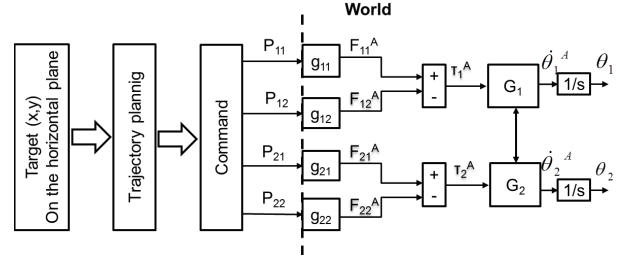 World
Target (x,y)
On the horizontal plane
Trajectory plannig
Command
P11
g11
F11A
P12
g12
F12A
+
-
τ1A
G1
θ̇1A
1/s
θ1
P21
g21
F21A
P22
g22
F22A
+
-
τ2A
G2
θ̇2A
1/s
θ2